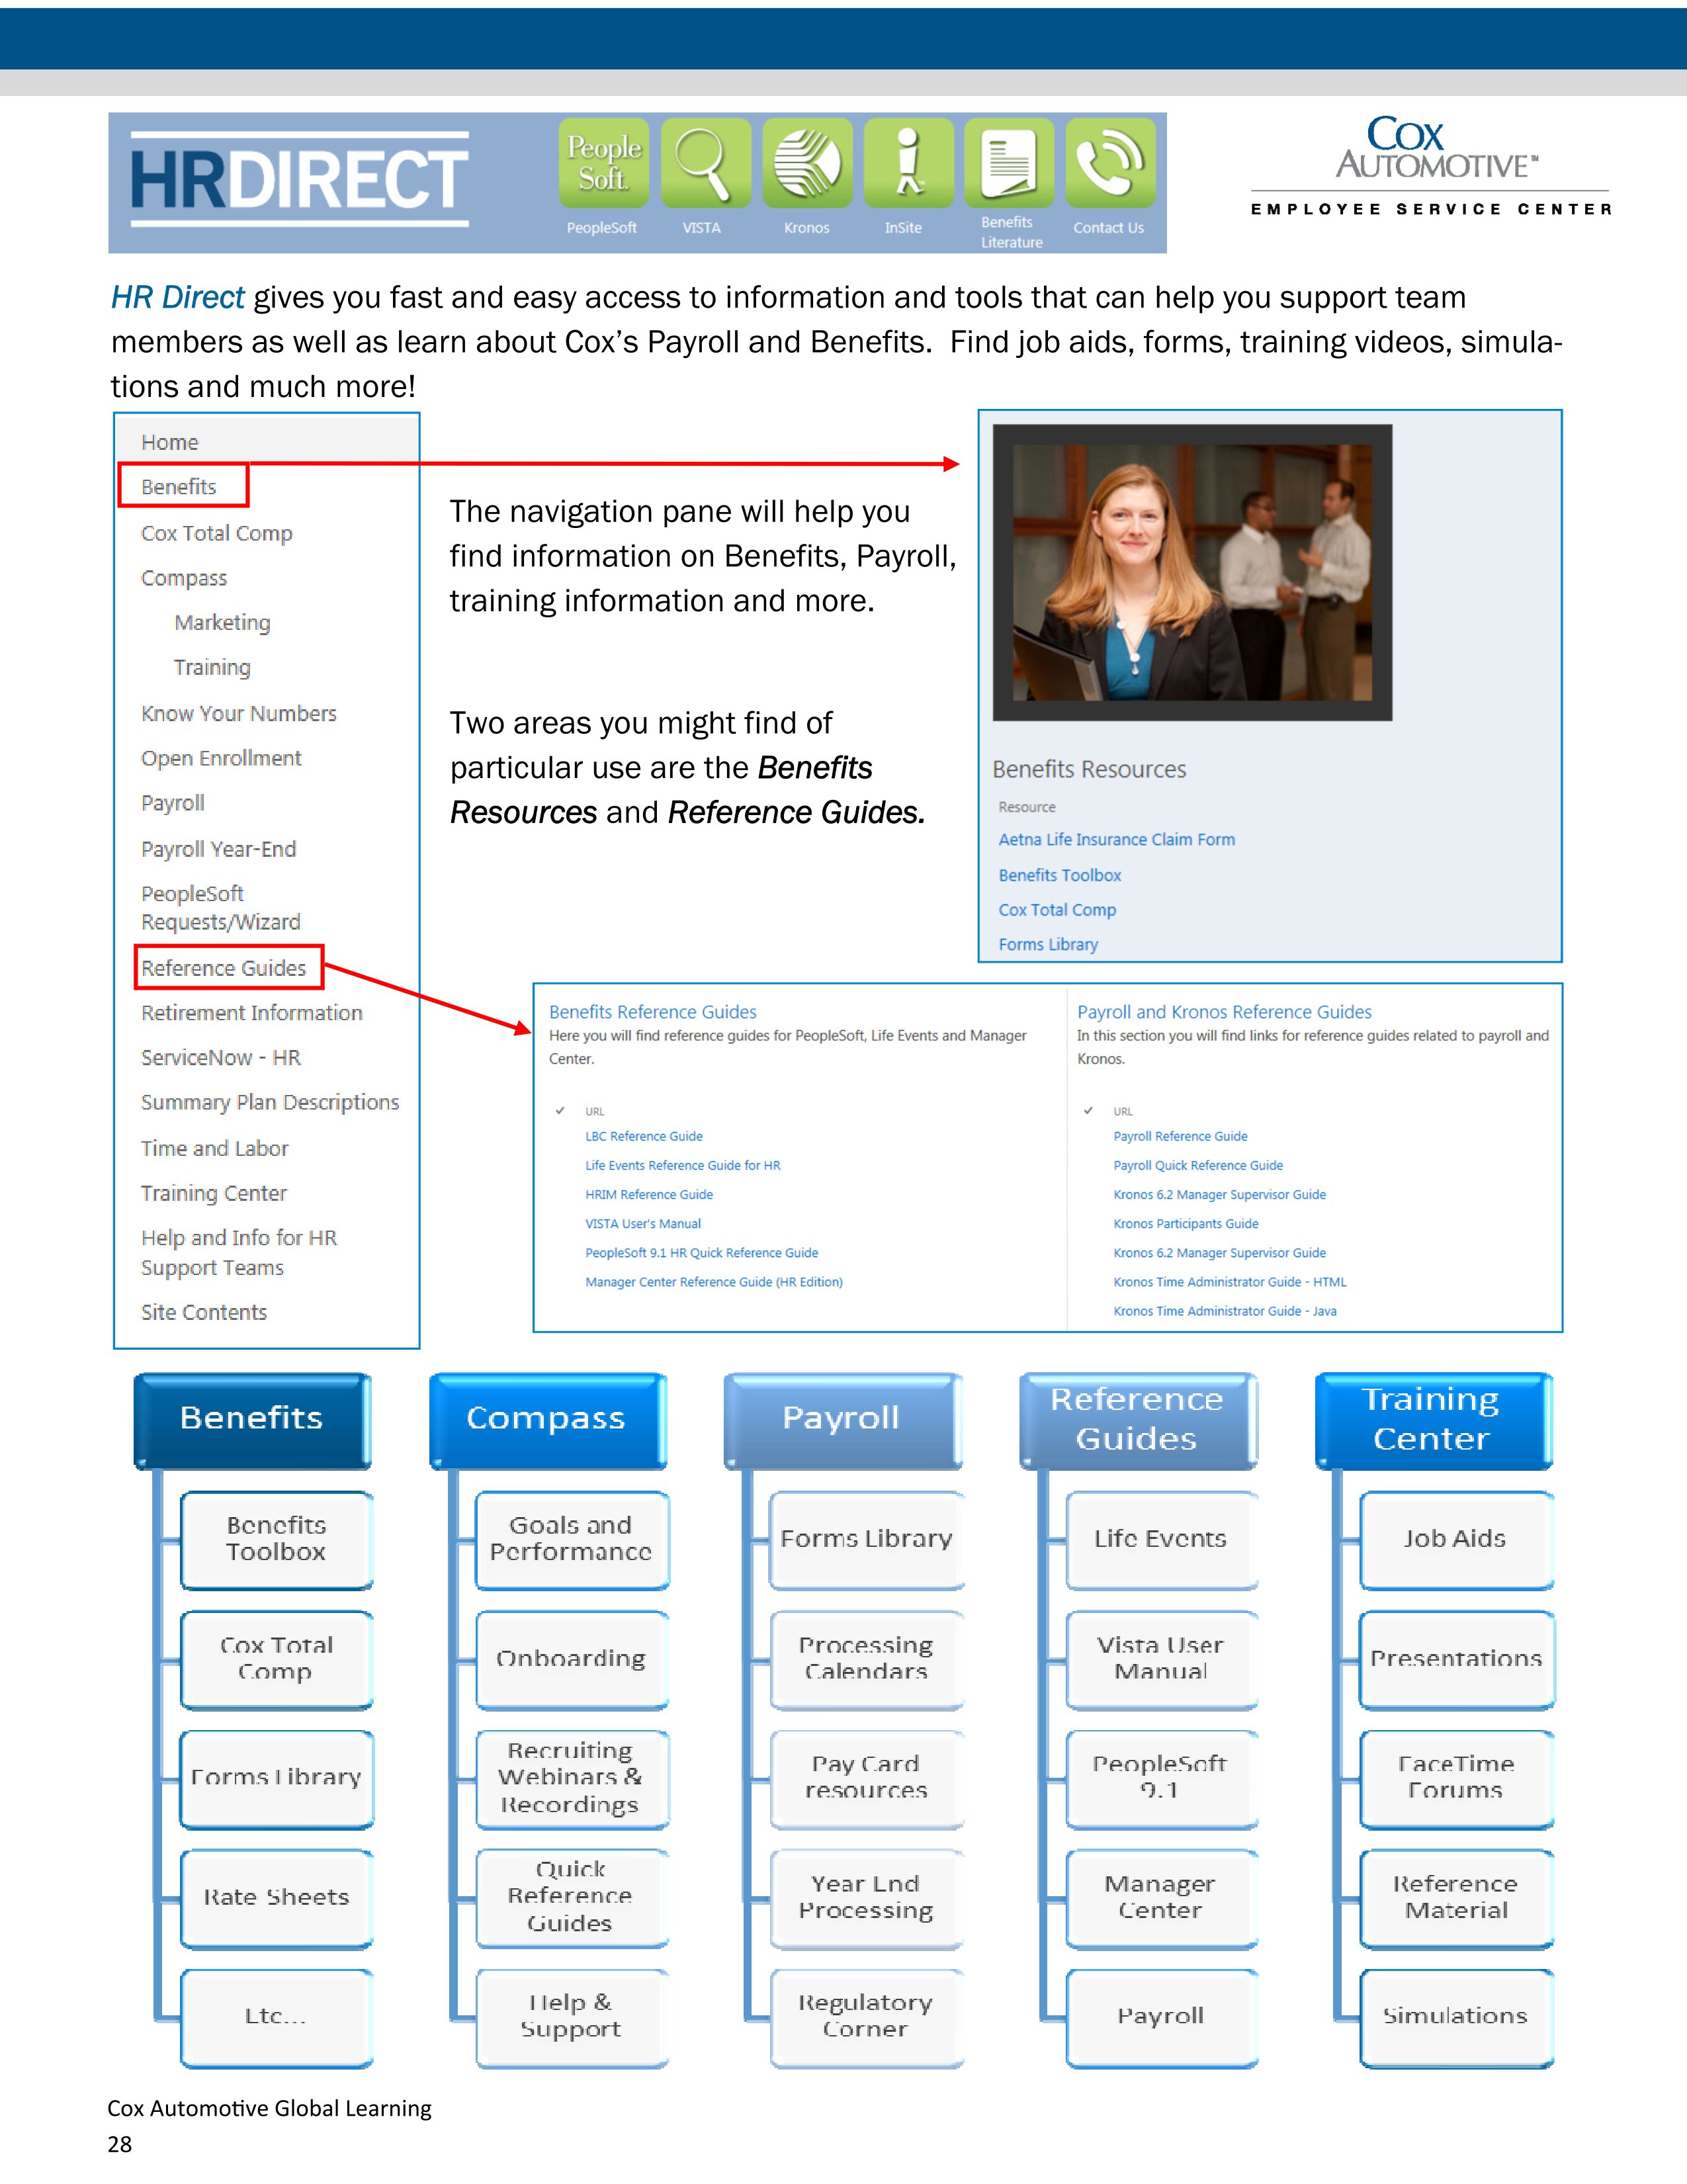 HRDIRECT
People
Soft.
PeopleSoft
VISTA
Kronos
InSite
Benefits
Literature
Contact Us
COX
AUTOMOTIVE™
EMPLOYEE SERVICE CENTER
HR Direct gives you fast and easy access to information and tools that can help you support team
members as well as learn about Cox’s Payroll and Benefits.  Find job aids, forms, training videos, simula-
tions and much more!
Home
Benefits
Cox Total Comp
Compass
Marketing
Training
Know Your Numbers
Open Enrollment
Payroll
Payroll Year-End
PeopleSoft
Requests/Wizard
Reference Guides
Retirement Information
ServiceNow - HR
Summary Plan Descriptions
Time and Labor
Training Center
Help and Info for HR
Support Teams
Site Contents
The navigation pane will help you
find information on Benefits, Payroll,
training information and more.
Two areas you might find of
particular use are the Benefits
Resources and Reference Guides.
Benefits Resources
Resource
Aetna Life Insurance Claim Form
Benefits Toolbox
Cox Total Comp
Forms Library
Benefits Reference Guides
Here you will find reference guides for PeopleSoft, Life Events and Manager
Center.
URL
LBC Reference Guide
Life Events Reference Guide for HR
HRIM Reference Guide
VISTA User's Manual
PeopleSoft 9.1 HR Quick Reference Guide
Manager Center Reference Guide (HR Edition)
Payroll and Kronos Reference Guides
In this section you will find links for reference guides related to payroll and
Kronos.
URL
Payroll Reference Guide
Payroll Quick Reference Guide
Kronos 6.2 Manager Supervisor Guide
Kronos Participants Guide
Kronos 6.2 Manager Supervisor Guide
Kronos Time Administrator Guide - HTML
Kronos Time Administrator Guide - Java
Benefits
Benefits
Toolbox
Cox Total
Comp
Forms Library
Rate Sheets
Etc...
Compass
Goals and
Performance
Onboarding
Recruiting
Webinars &
Recordings
Quick
Reference
Guides
Help &
Support
Payroll
Forms Library
Processing
Calendars
Pay Card
resources
Year End
Processing
Regulatory
Corner
Reference
Guides
Life Events
Vista User
Manual
PeopleSoft
9.1
Manager
Center
Payroll
Training
Center
Job Aids
Presentations
FaceTime
Forums
Reference
Material
Simulations
Cox Automotive Global Learning
28